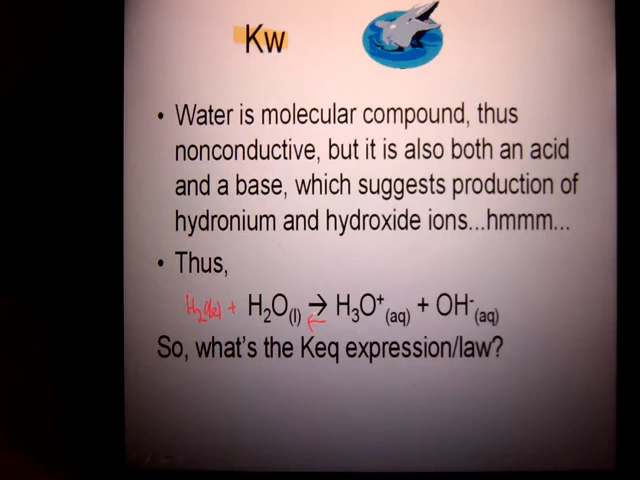 Kw
• Water is molecular compound, thus
nonconductive, but it is also both an acid
and a base, which suggests production of
hydronium and hydroxide ions...hmmm...
• Thus,
+ H₂O₍l₎ → H₃O⁺₍aq₎ + OH⁻₍aq₎
So, what's the Keq expression/law?